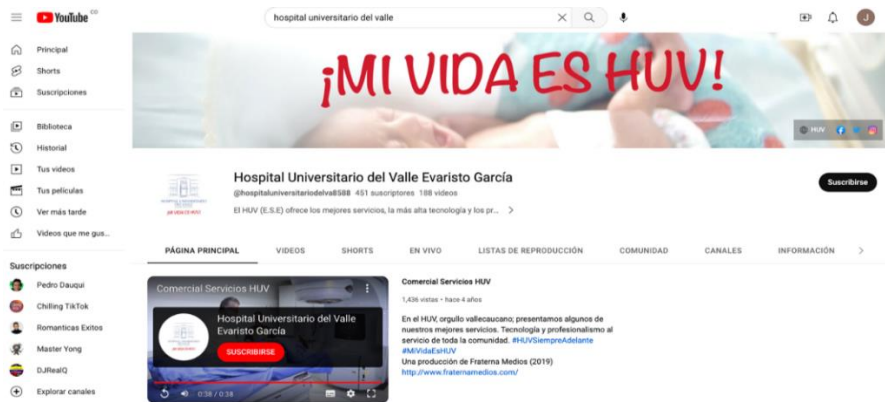 YouTube CO
hospital universitario del valle
J
Principal
Shorts
Suscripciones
Biblioteca
Historial
Tus videos
Tus películas
Ver más tarde
Videos que me gus...
Suscripciones
Pedro Dauqui
Chilling TikTok
Romanticas Exitos
Master Yong
DJRealQ
Explorar canales
¡MI VIDA ES HUV!
HUV
Hospital Universitario del Valle Evaristo García
@hospitaluniversitariodelva8588 451 suscriptores 188 videos
El HUV (E.S.E) ofrece los mejores servicios, la más alta tecnología y los pr...
Suscribirse
PÁGINA PRINCIPAL VIDEOS SHORTS EN VIVO LISTAS DE REPRODUCCIÓN COMUNIDAD CANALES INFORMACIÓN
Comercial Servicios HUV
Hospital Universitario del Valle
Evaristo García
SUSCRIBIRSE
0:38 / 0:38
Comercial Servicios HUV
1,436 vistas • hace 4 años
En el HUV, orgullo vallecaucano; presentamos algunos de
nuestros mejores servicios. Tecnología y profesionalismo al
servicio de toda la comunidad. #HUVSiempreAdelante
#MiVidaEsHUV
Una producción de Fraterna Medios (2019)
http://www.fraternamedios.com/